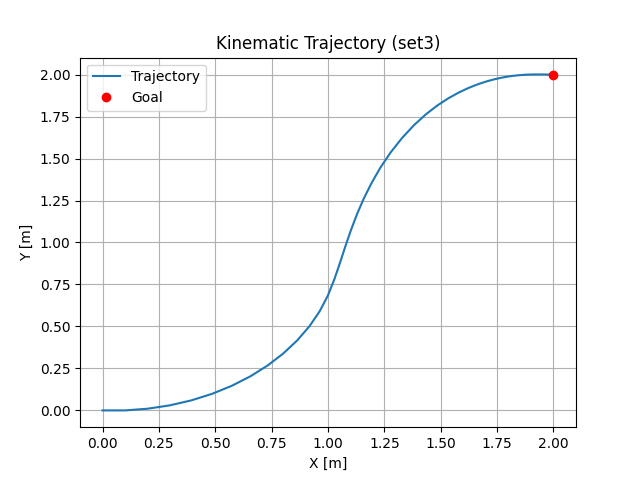 Kinematic Trajectory (set3)
Trajectory
Goal
2.00
1.75
1.50
1.25
1.00
0.75
0.50
0.25
0.00
Y [m]
0.00 0.25 0.50 0.75 1.00 1.25 1.50 1.75 2.00
X [m]